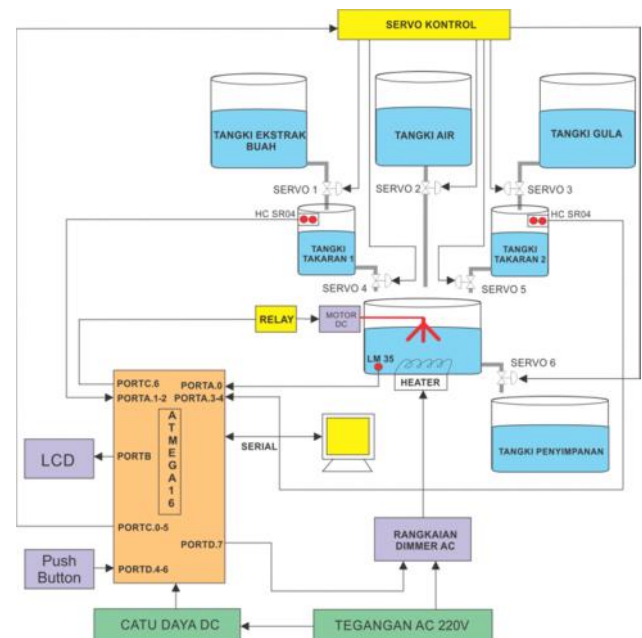 SERVO KONTROL
TANGKI EKSTRAK
BUAH
TANGKI AIR
TANGKI GULA
SERVO 1
SERVO 2
SERVO 3
HC SR04
HC SR04
TANGKI
TAKARAN 1
TANGKI
TAKARAN 2
SERVO 4
SERVO 5
RELAY
MOTOR
DC
LM 35
HEATER
SERVO 6
TANGKI PENYIMPANAN
PORTC.6
PORTA.0
PORTA.1-2
PORTA.3-4
ATMEGA16
SERIAL
LCD
PORTB
PORTC.0-5
PORTD.7
RANGKAIAN
DIMMER AC
Push
Button
PORTD.4-6
CATU DAYA DC
TEGANGAN AC 220V